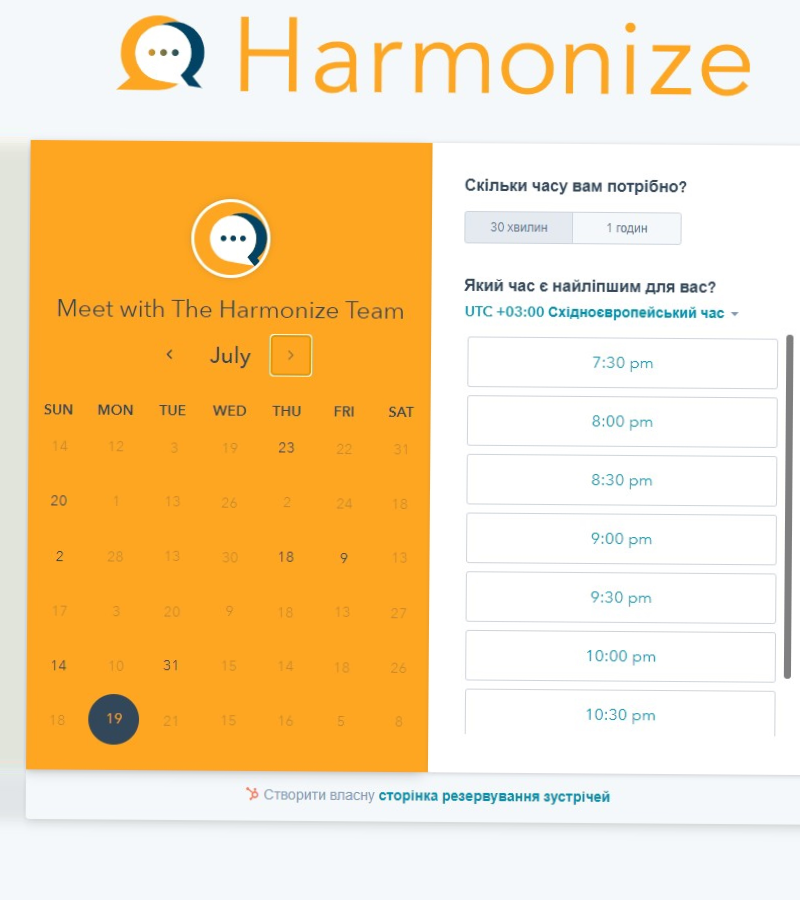 Harmonize
Meet with The Harmonize Team
July
SUN MON TUE WED THU FRI SAT
14 12 3 19 23 22 31
20 1 13 26 2 24 18
2 28 13 30 18 9 13
17 3 20 9 18 13 27
14 10 31 15 14 18 26
18 19 21 15 16 5 8
Скільки часу вам потрібно?
30 хвилин 1 годин
Який час є найліпшим для вас?
UTC +03:00 Східноєвропейський час
7:30 pm
8:00 pm
8:30 pm
9:00 pm
9:30 pm
10:00 pm
10:30 pm
Створити власну сторінка резервування зустрічей